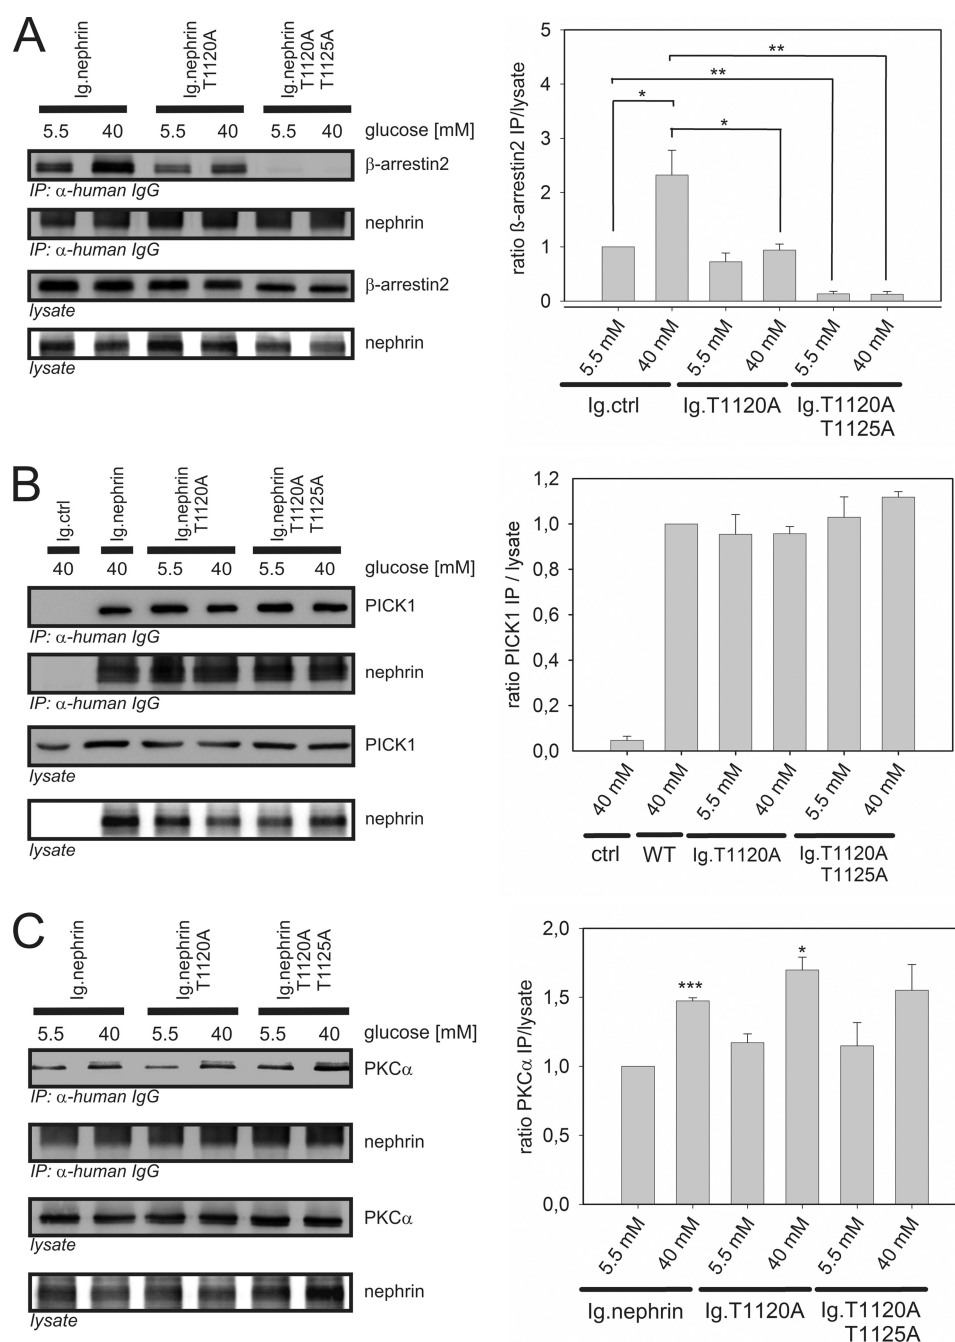 A
Ig.nephrin
Ig.nephrin
T1120A
Ig.nephrin
T1120A
T1125A
5.5 40 5.5 40 5.5 40 glucose [mM]
β-arrestin2
IP: α-human IgG
nephrin
IP: α-human IgG
β-arrestin2
lysate
nephrin
lysate
ratio ß-arrestin2 IP/lysate
5
4
3
2
1
0
** 
**
*
*
5.5 mM
40 mM
5.5 mM
40 mM
5.5 mM
40 mM
Ig.ctrl
Ig.T1120A
Ig.T1120A
T1125A
B
Ig.ctrl
Ig.nephrin
Ig.nephrin
T1120A
Ig.nephrin
T1120A
T1125A
40 40 5.5 40 5.5 40 glucose [mM]
PICK1
IP: α-human IgG
nephrin
IP: α-human IgG
PICK1
lysate
nephrin
lysate
ratio PICK1 IP / lysate
1,2
1,0
0,8
0,6
0,4
0,2
0,0
40 mM
40 mM
5.5 mM
40 mM
5.5 mM
40 mM
ctrl
WT
Ig.T1120A
Ig.T1120A
T1125A
C
Ig.nephrin
Ig.nephrin
T1120A
Ig.nephrin
T1120A
T1125A
5.5 40 5.5 40 5.5 40 glucose [mM]
PKCα
IP: α-human IgG
nephrin
IP: α-human IgG
PKCα
lysate
nephrin
lysate
ratio PKCα IP/lysate
2,0
1,5
1,0
0,5
0,0
***
*
5.5 mM
40 mM
5.5 mM
40 mM
5.5 mM
40 mM
Ig.nephrin
Ig.T1120A
Ig.T1120A
T1125A